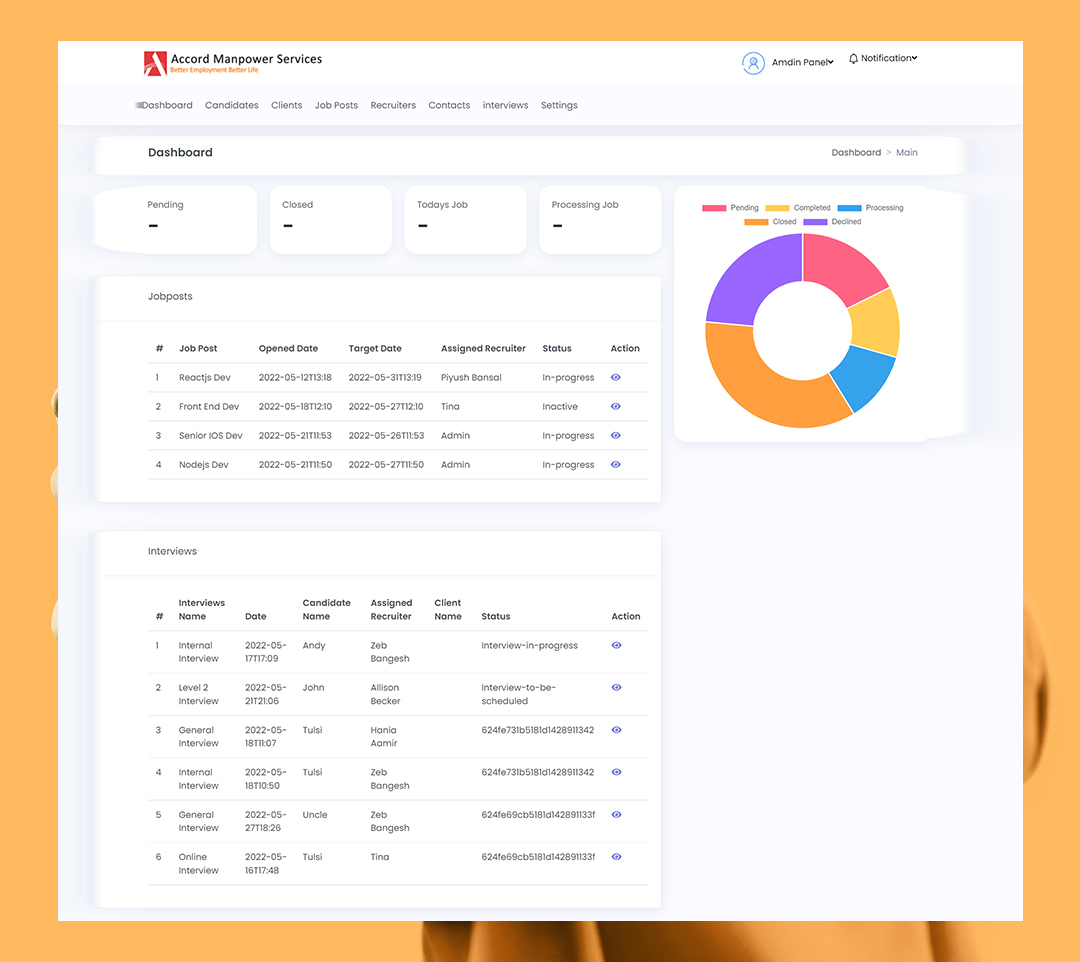 Accord Manpower Services
Better Employment Better Life
Amdin Panel
Notification
Dashboard Candidates Clients Job Posts Recruiters Contacts interviews Settings
Dashboard
Dashboard > Main
Pending
–
Closed
–
Todays Job
–
Processing Job
–
Pending Completed Processing
Closed Declined
Jobposts
# Job Post Opened Date Target Date Assigned Recruiter Status Action
1 Reactjs Dev 2022-05-12T13:18 2022-05-31T13:19 Piyush Bansal In-progress
2 Front End Dev 2022-05-18T12:10 2022-05-27T12:10 Tina Inactive
3 Senior IOS Dev 2022-05-21T11:53 2022-05-26T11:53 Admin In-progress
4 Nodejs Dev 2022-05-21T11:50 2022-05-27T11:50 Admin In-progress
Interviews
Interviews Candidate Assigned Client
# Name Date Name Recruiter Name Status Action
1 Internal 2022-05- Andy Zeb Interview-in-progress
Interview 17T17:09 Bangesh
2 Level 2 2022-05- John Allison Interview-to-be-
Interview 21T21:06 Becker scheduled
3 General 2022-05- Tulsi Hania 624fe731b5181d1428911342
Interview 18T11:07 Aamir
4 Internal 2022-05- Tulsi Zeb 624fe731b5181d1428911342
Interview 18T10:50 Bangesh
5 General 2022-05- Uncle Zeb 624fe69cb5181d142891133f
Interview 27T18:26 Bangesh
6 Online 2022-05- Tulsi Tina 624fe69cb5181d142891133f
Interview 16T17:48